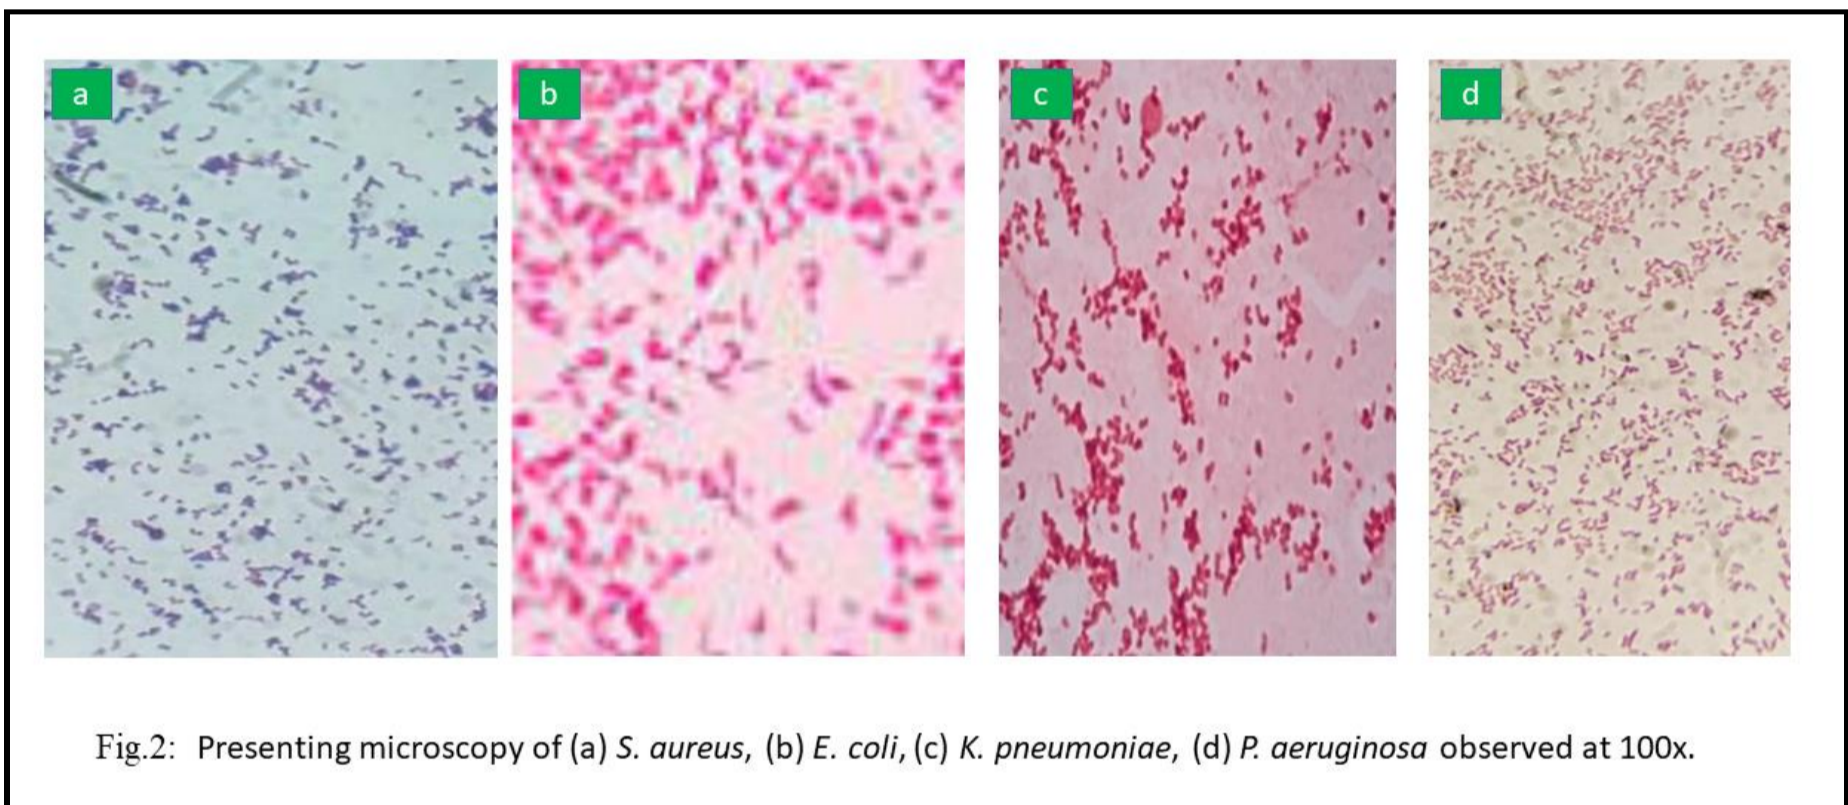 a
b
c
d
Fig.2: Presenting microscopy of (a) S. aureus, (b) E. coli, (c) K. pneumoniae, (d) P. aeruginosa observed at 100x.